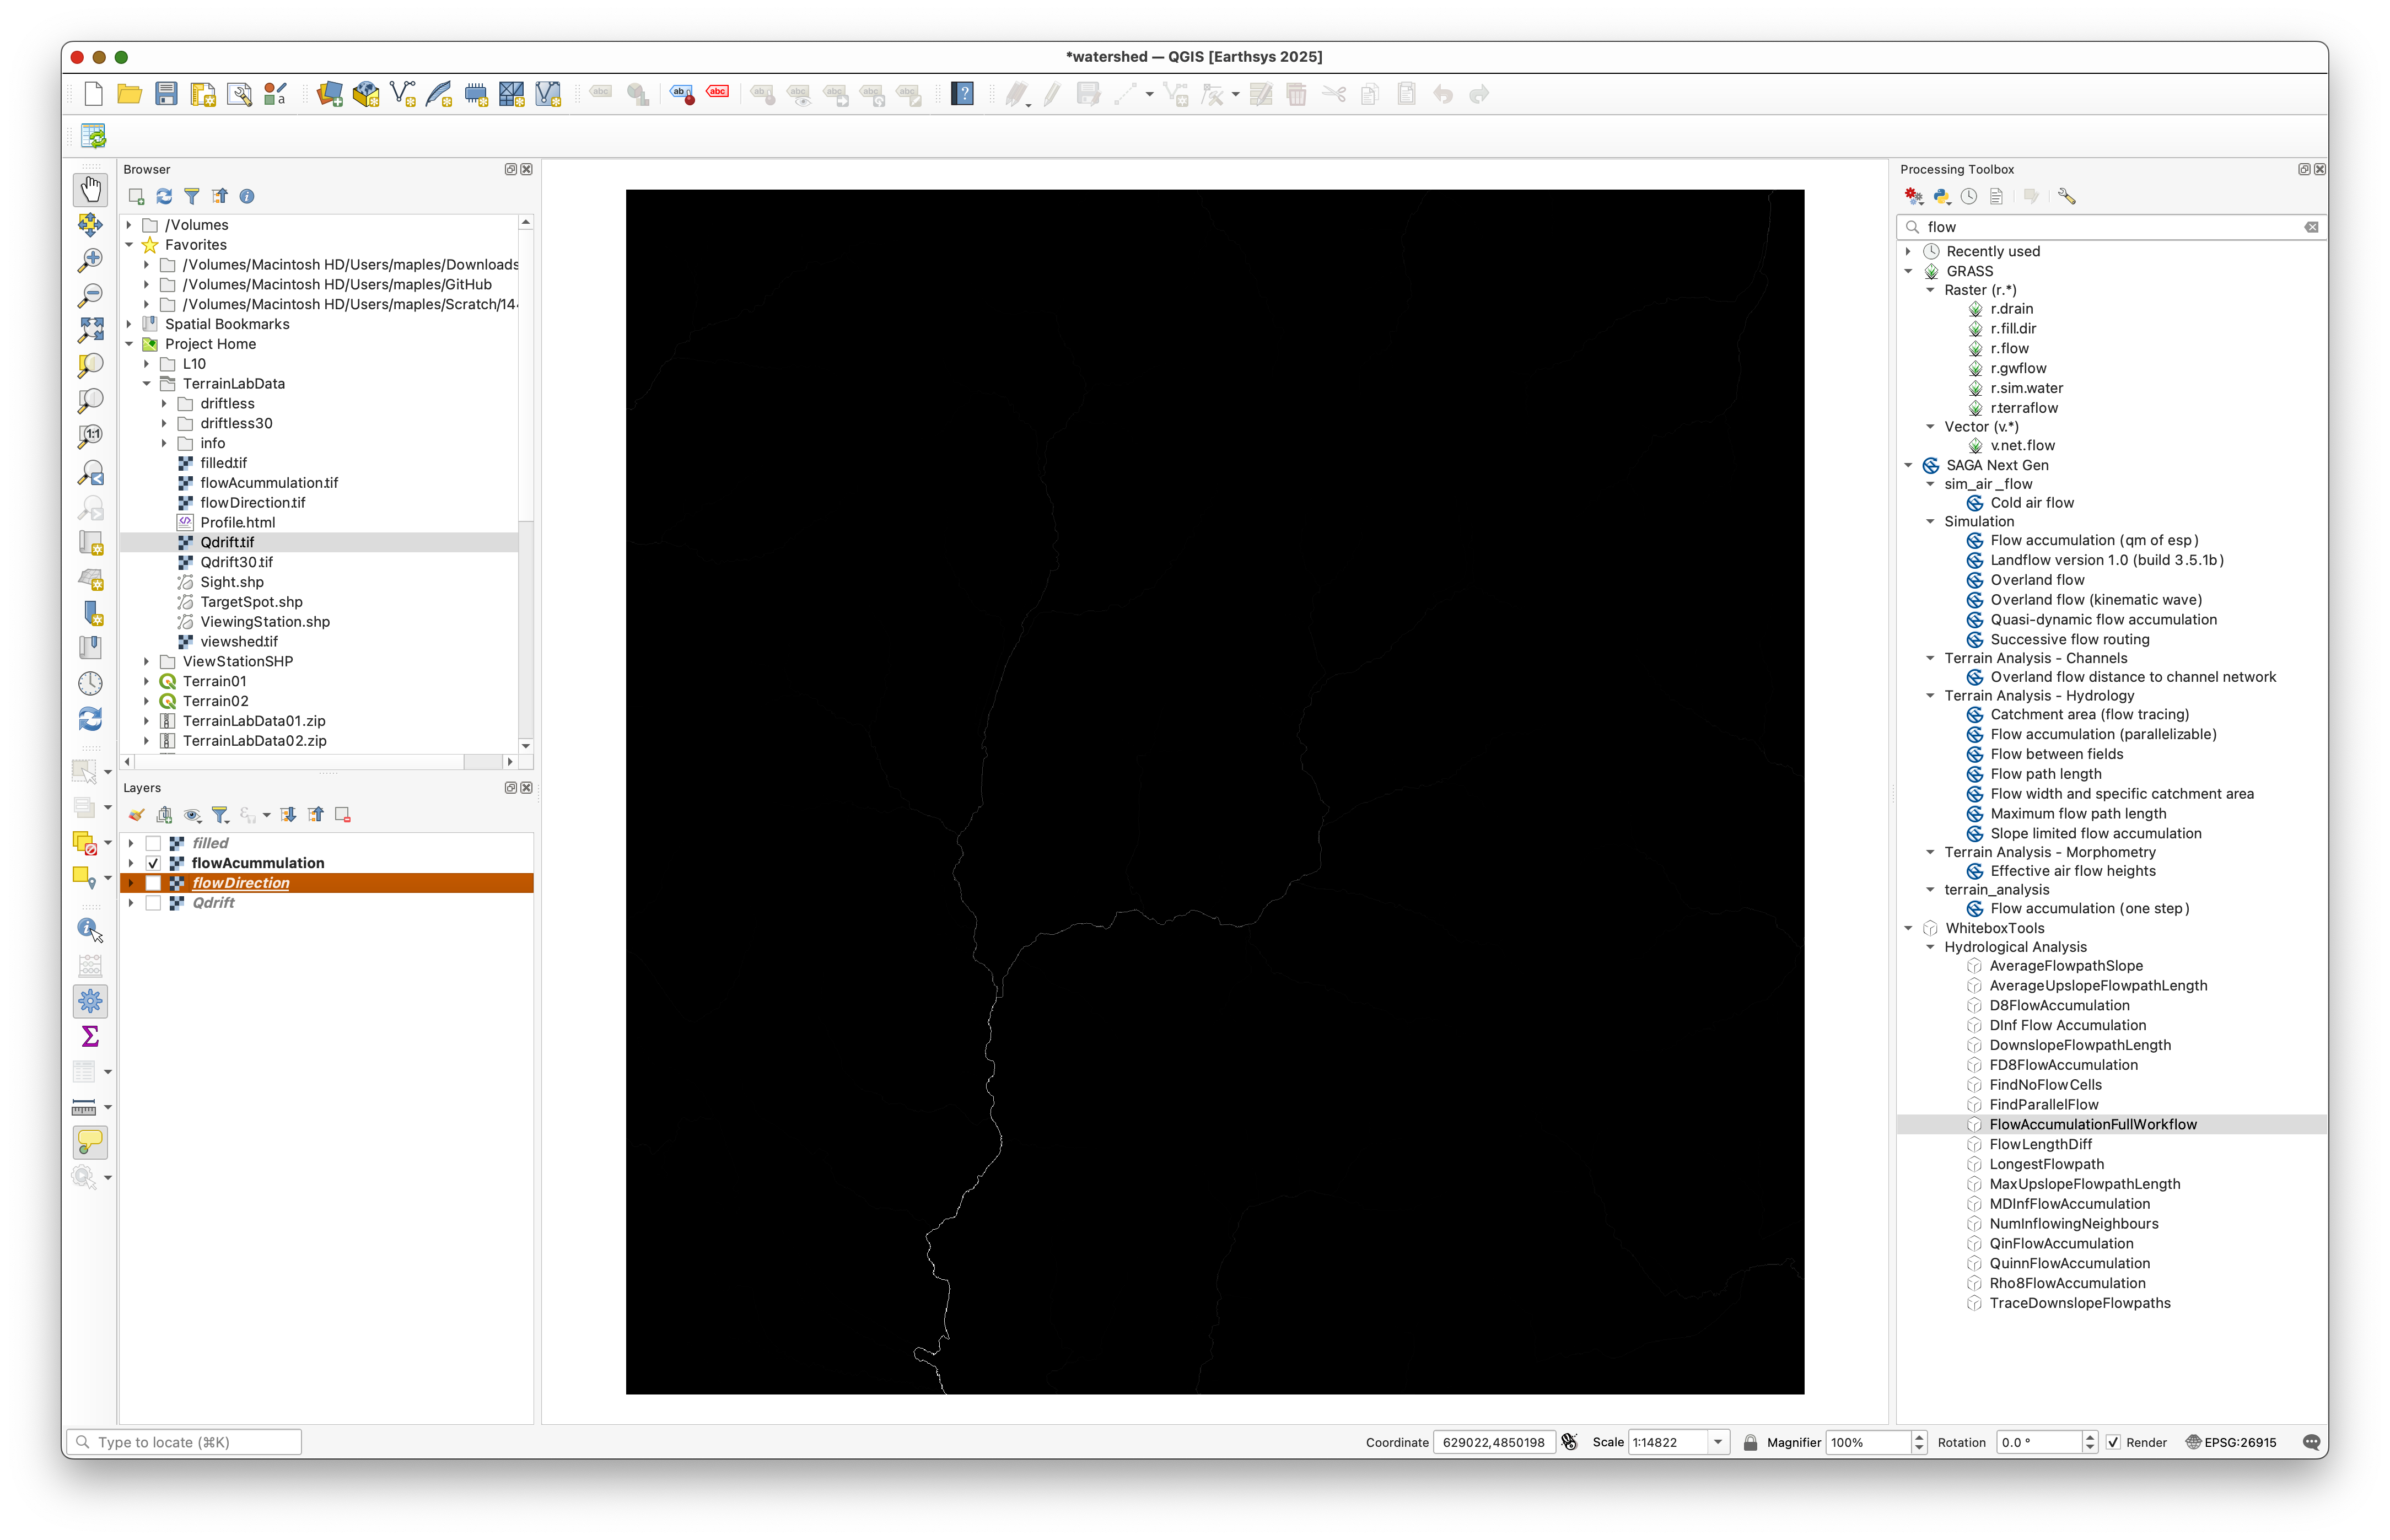 *watershed — QGIS [Earthsys 2025]
Browser
/Volumes
Favorites
/Volumes/Macintosh HD/Users/maples/Downloads
/Volumes/Macintosh HD/Users/maples/GitHub
/Volumes/Macintosh HD/Users/maples/Scratch/14
Spatial Bookmarks
Project Home
L10
TerrainLabData
driftless
driftless30
info
filled.tif
flowAcummulation.tif
flowDirection.tif
Profile.html
Qdrift.tif
Qdrift30.tif
Sight.shp
TargetSpot.shp
ViewingStation.shp
viewshed.tif
ViewStationSHP
Terrain01
Terrain02
TerrainLabData01.zip
TerrainLabData02.zip
Layers
filled
flowAcummulation
flowDirection
Qdrift
Processing Toolbox
flow
Recently used
GRASS
Raster (r.*)
r.drain
r.fill.dir
r.flow
r.gwflow
r.sim.water
r.terraflow
Vector (v.*)
v.net.flow
SAGA Next Gen
sim_air_flow
Cold air flow
Simulation
Flow accumulation (qm of esp)
Landflow version 1.0 (build 3.5.1b)
Overland flow
Overland flow (kinematic wave)
Quasi-dynamic flow accumulation
Successive flow routing
Terrain Analysis - Channels
Overland flow distance to channel network
Terrain Analysis - Hydrology
Catchment area (flow tracing)
Flow accumulation (parallelizable)
Flow between fields
Flow path length
Flow width and specific catchment area
Maximum flow path length
Slope limited flow accumulation
Terrain Analysis - Morphometry
Effective air flow heights
terrain_analysis
Flow accumulation (one step)
WhiteboxTools
Hydrological Analysis
AverageFlowpathSlope
AverageUpslopeFlowpathLength
D8FlowAccumulation
DInf Flow Accumulation
DownslopeFlowpathLength
FD8FlowAccumulation
FindNoFlowCells
FindParallelFlow
FlowAccumulationFullWorkflow
FlowLengthDiff
LongestFlowpath
MaxUpslopeFlowpathLength
MDInfFlowAccumulation
NumInflowingNeighbours
QinFlowAccumulation
QuinnFlowAccumulation
Rho8FlowAccumulation
TraceDownslopeFlowpaths
Type to locate (⌘K)
Coordinate 629022,4850198 Scale 1:14822 Magnifier 100% Rotation 0.0 ° Render EPSG:26915